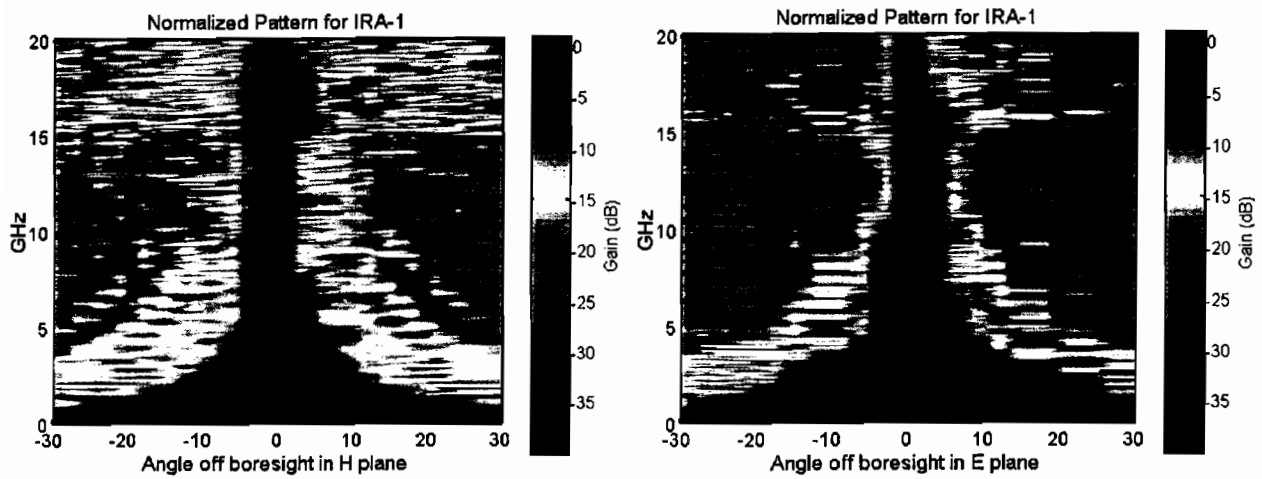 Normalized Pattern for IRA-1
20
15
10
5
0
GHz
-30 -20 -10 0 10 20 30
Angle off boresight in H plane
0
-5
-10
-15
-20
-25
-30
-35
Gain (dB)
Normalized Pattern for IRA-1
20
15
10
5
0
GHz
-30 -20 -10 0 10 20 30
Angle off boresight in E plane
0
-5
-10
-15
-20
-25
-30
-35
Gain (dB)